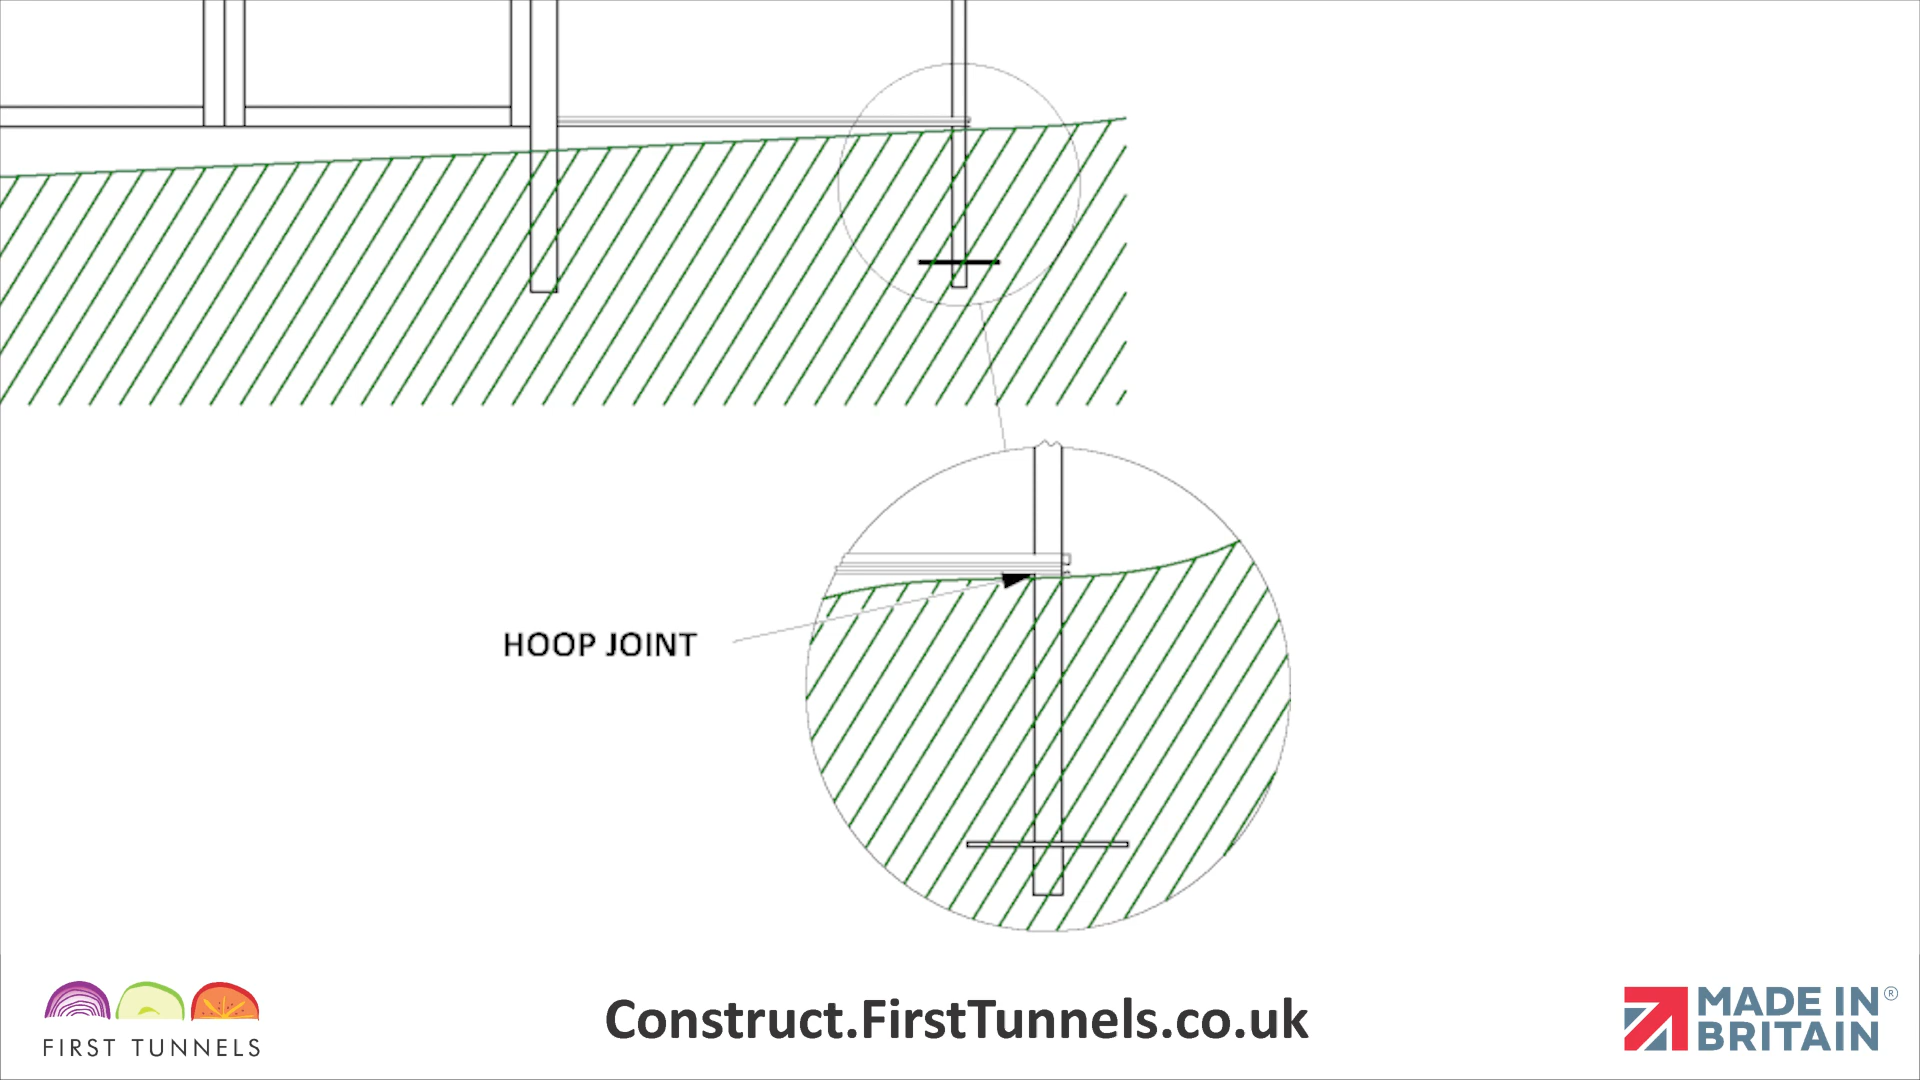 HOOP JOINT
FIRST TUNNELS
Construct.FirstTunnels.co.uk
MADE IN ®
BRITAIN